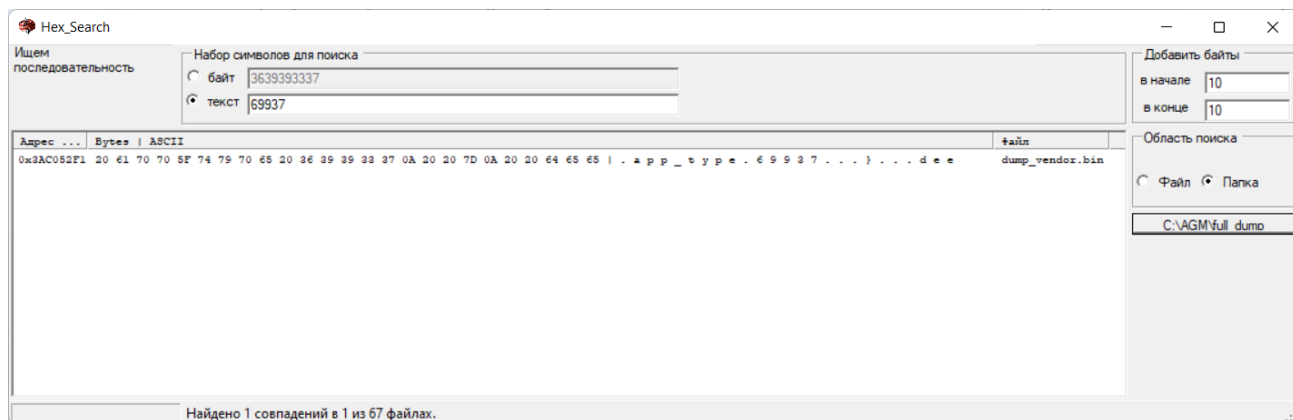 Hex_Search
Ищем последовательность
Набор символов для поиска
байт 3639393337
текст 69937
Добавить байты
в начале 10
в конце 10
Адрес ... Bytes | ASCII Файл
0x3AC052F1 20 61 70 70 5F 74 79 70 65 20 36 39 39 33 37 0A 20 20 7D 0A 20 20 64 65 65 | . a p p _ t y p e . 6 9 9 3 7 . . . } . . . d e e dump_vendor.bin
Область поиска
Файл Папка
C:\AGM\full_dump
Найдено 1 совпадений в 1 из 67 файлах.